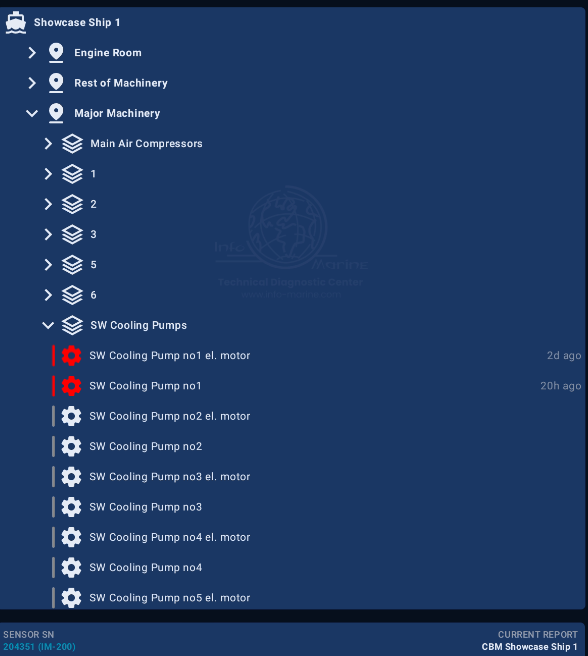 Showcase Ship 1
Engine Room
Rest of Machinery
Major Machinery
Main Air Compressors
1
2
3
5
6
SW Cooling Pumps
SW Cooling Pump no1 el. motor 2d ago
SW Cooling Pump no1 20h ago
SW Cooling Pump no2 el. motor
SW Cooling Pump no2
SW Cooling Pump no3 el. motor
SW Cooling Pump no3
SW Cooling Pump no4 el. motor
SW Cooling Pump no4
SW Cooling Pump no5 el. motor
Info Marine
Technical Diagnostic Center
SENSOR SN CURRENT REPORT
204351 (IM-200) CBM Showcase Ship 1